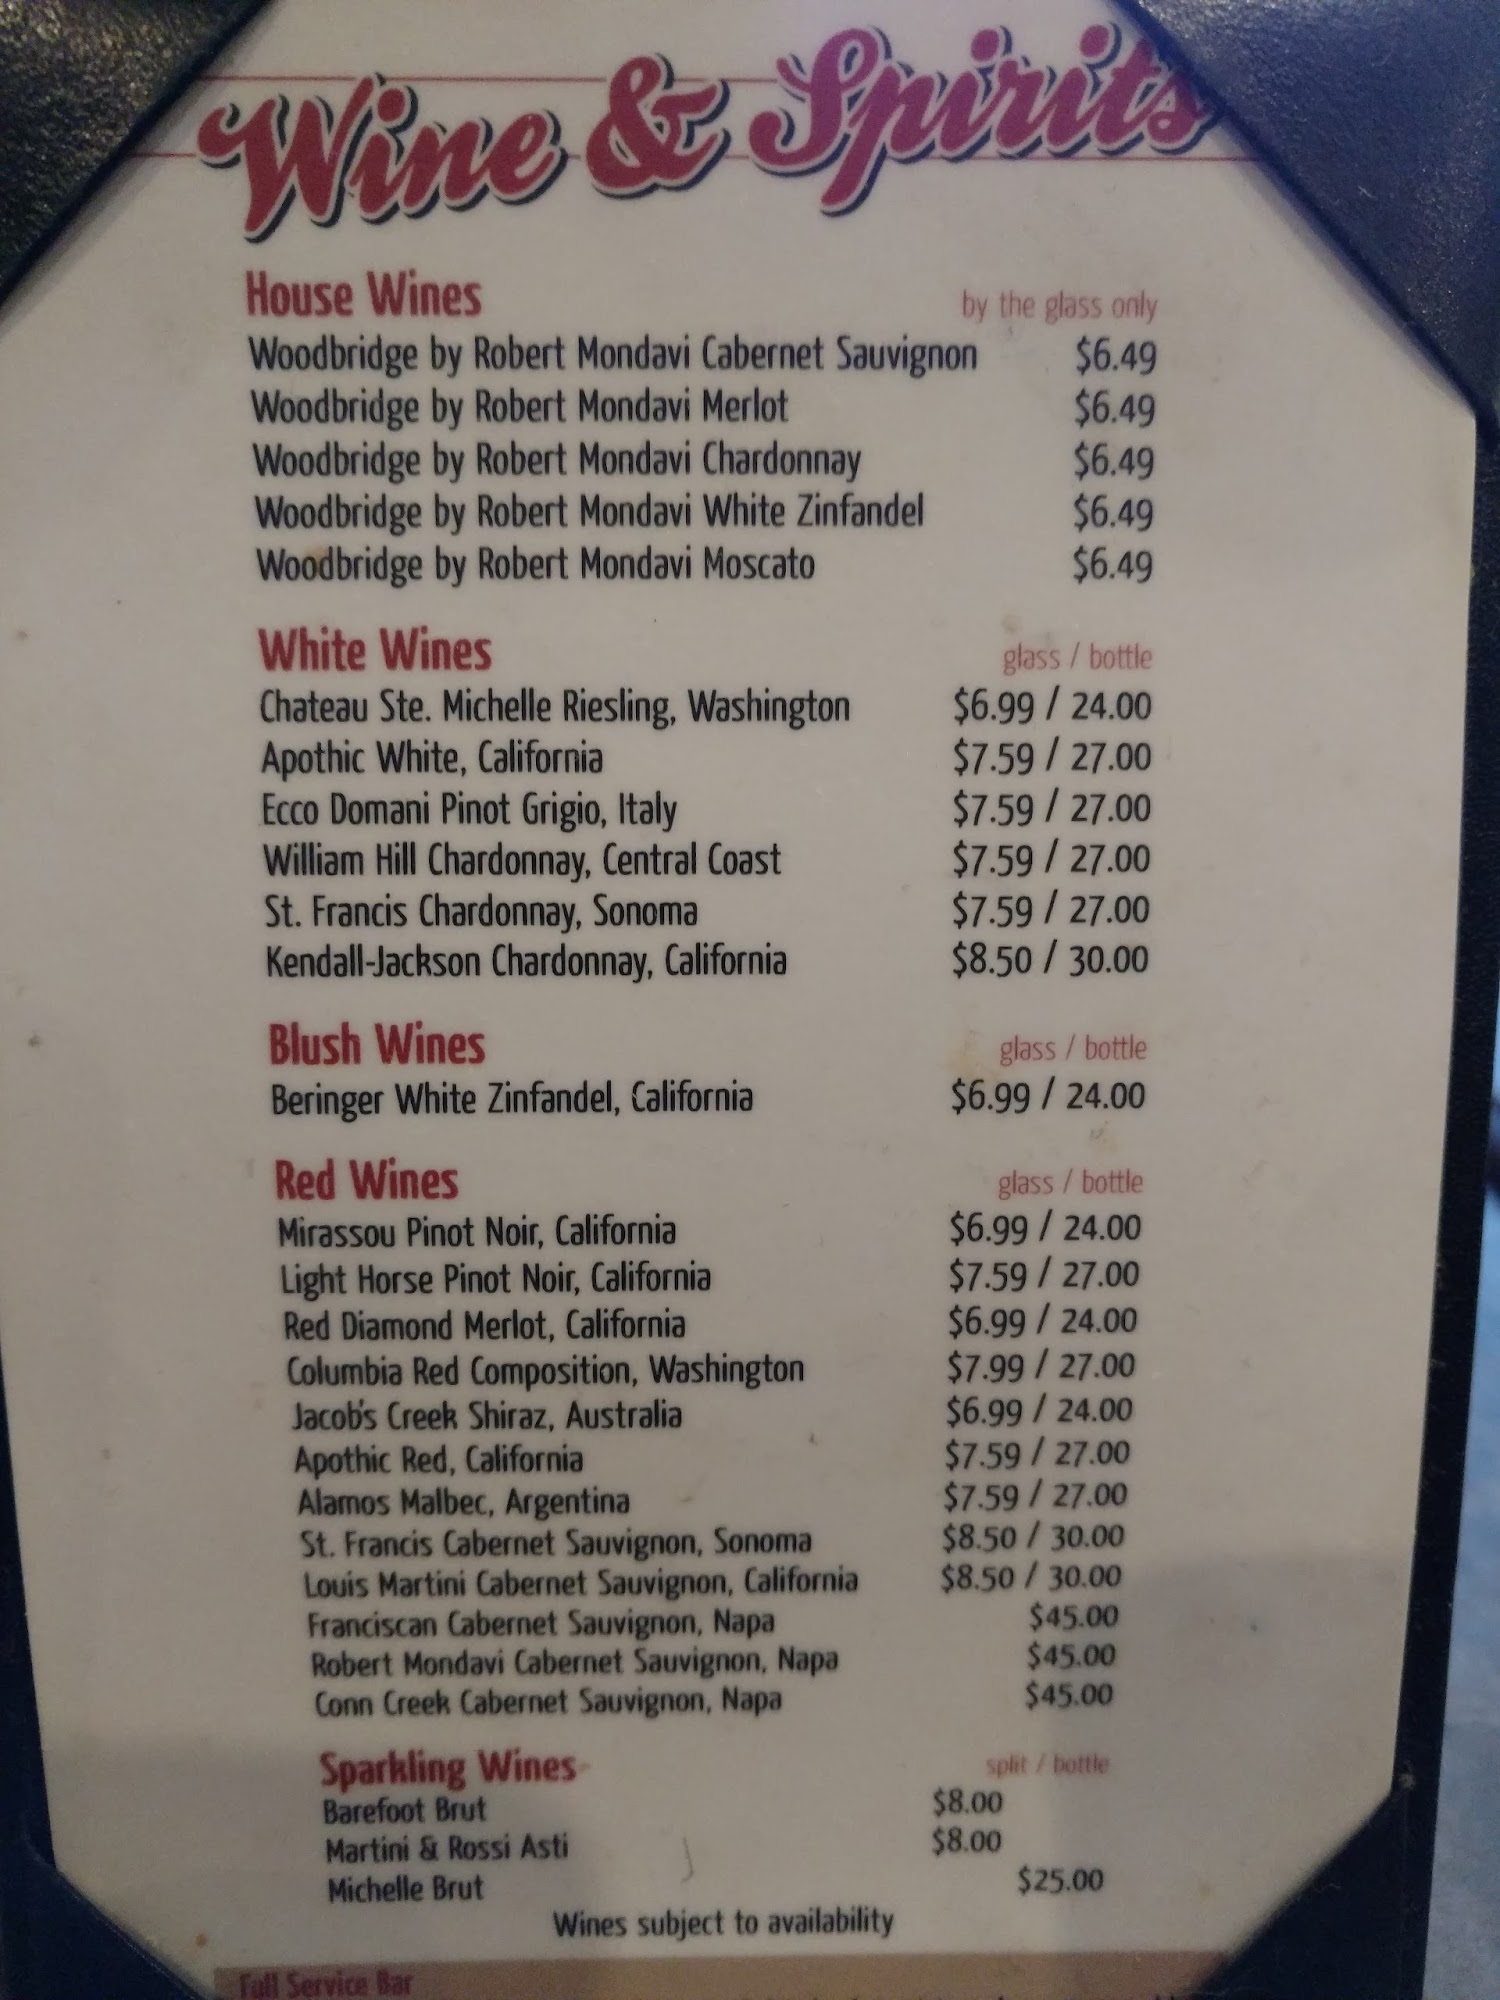 Wine & Spirits
House Wines by the glass only
Woodbridge by Robert Mondavi Cabernet Sauvignon $6.49
Woodbridge by Robert Mondavi Merlot $6.49
Woodbridge by Robert Mondavi Chardonnay $6.49
Woodbridge by Robert Mondavi White Zinfandel $6.49
Woodbridge by Robert Mondavi Moscato $6.49
White Wines glass / bottle
Chateau Ste. Michelle Riesling, Washington $6.99 / 24.00
Apothic White, California $7.59 / 27.00
Ecco Domani Pinot Grigio, Italy $7.59 / 27.00
William Hill Chardonnay, Central Coast $7.59 / 27.00
St. Francis Chardonnay, Sonoma $7.59 / 27.00
Kendall-Jackson Chardonnay, California $8.50 / 30.00
Blush Wines glass / bottle
Beringer White Zinfandel, California $6.99 / 24.00
Red Wines glass / bottle
Mirassou Pinot Noir, California $6.99 / 24.00
Light Horse Pinot Noir, California $7.59 / 27.00
Red Diamond Merlot, California $6.99 / 24.00
Columbia Red Composition, Washington $7.99 / 27.00
Jacob's Creek Shiraz, Australia $6.99 / 24.00
Apothic Red, California $7.59 / 27.00
Alamos Malbec, Argentina $7.59 / 27.00
St. Francis Cabernet Sauvignon, Sonoma $8.50 / 30.00
Louis Martini Cabernet Sauvignon, California $8.50 / 30.00
Franciscan Cabernet Sauvignon, Napa $45.00
Robert Mondavi Cabernet Sauvignon, Napa $45.00
Conn Creek Cabernet Sauvignon, Napa $45.00
Sparkling Wines split / bottle
Barefoot Brut $8.00
Martini & Rossi Asti $8.00
Michelle Brut $25.00
Wines subject to availability
Full Service Bar